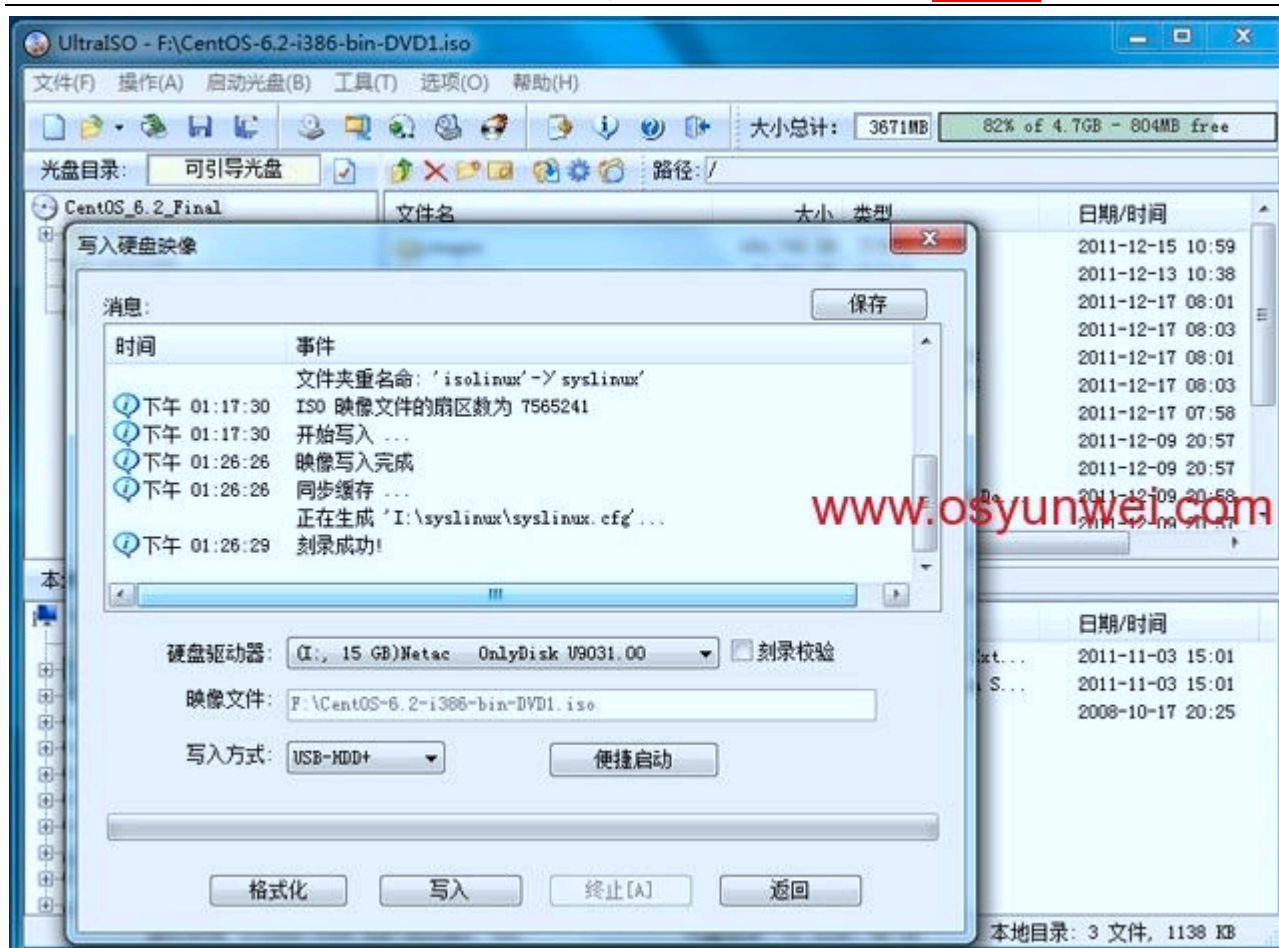 UltraISO - F:\CentOS-6.2-i386-bin-DVD1.iso
文件(F) 操作(A) 启动光盘(B) 工具(T) 选项(O) 帮助(H)
大小总计: 3671MB 82% of 4.7GB - 804MB free
光盘目录: 可引导光盘 路径: /
CentOS_6.2_Final 文件名 大小 类型 日期/时间
2011-12-15 10:59
2011-12-13 10:38
2011-12-17 08:01
2011-12-17 08:03
2011-12-17 08:01
2011-12-17 08:03
2011-12-17 07:58
2011-12-09 20:57
2011-12-09 20:57
2011-12-09 20:58
2011-12-09 20:57
www.osyunwei.com
写入硬盘映像
消息: 保存
时间 事件
文件夹重名命: 'isolinux'->'syslinux'
下午 01:17:30 ISO 映像文件的扇区数为 7565241
下午 01:17:30 开始写入 ...
下午 01:26:26 映像写入完成
下午 01:26:26 同步缓存 ...
正在生成 'I:\syslinux\syslinux.cfg'...
下午 01:26:29 刻录成功!
硬盘驱动器: (I:, 15 GB)Netac OnlyDisk U9031.00 刻录校验
映像文件: F:\CentOS-6.2-i386-bin-DVD1.iso
写入方式: USB-HDD+ 便捷启动
格式化 写入 终止[A] 返回
日期/时间
2011-11-03 15:01
2011-11-03 15:01
2008-10-17 20:25
本地目录: 3 文件, 1138 KB